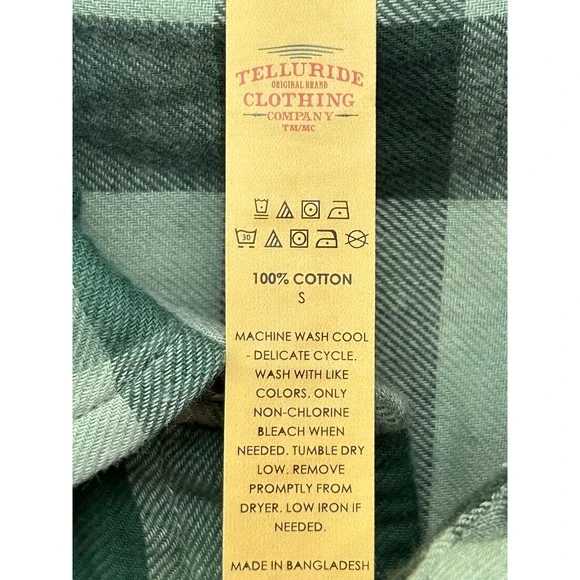 TELLURIDE
ORIGINAL BRAND
CLOTHING
COMPANY
TM/MC
30
100% COTTON
S
MACHINE WASH COOL
- DELICATE CYCLE.
WASH WITH LIKE
COLORS. ONLY
NON-CHLORINE
BLEACH WHEN
NEEDED. TUMBLE DRY
LOW. REMOVE
PROMPTLY FROM
DRYER. LOW IRON IF
NEEDED.
MADE IN BANGLADESH